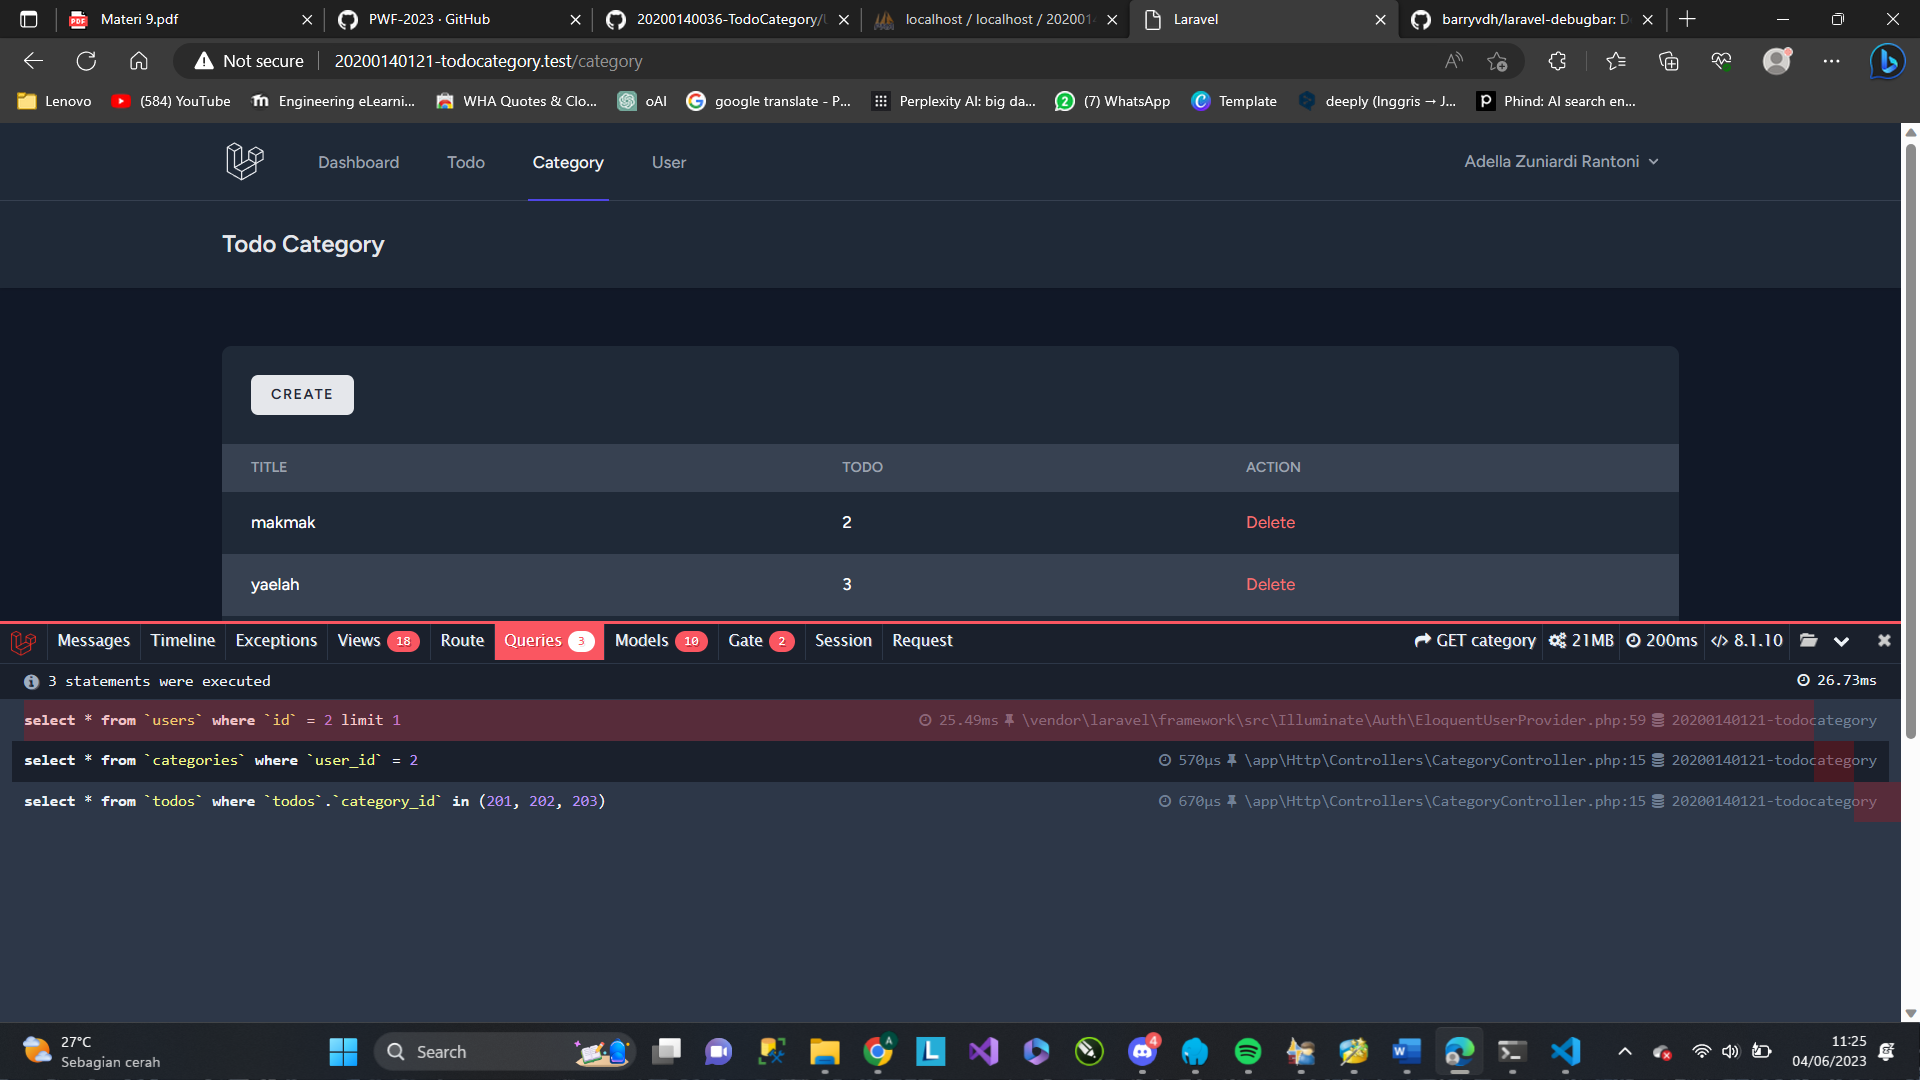 Materi 9.pdf
PWF-2023 · GitHub
20200140036-TodoCategory/
localhost / localhost / 202001
Laravel
barryvdh/laravel-debugbar: D
Not secure
20200140121-todocategory.test/category
Lenovo
(584) YouTube
Engineering eLearni...
WHA Quotes & Clo...
oAI
google translate - P...
Perplexity AI: big da...
(7) WhatsApp
Template
deeply (Inggris → J...
Phind: AI search en...
Dashboard
Todo
Category
User
Adella Zuniardi Rantoni
Todo Category
CREATE
TITLE TODO ACTION
makmak 2 Delete
yaelah 3 Delete
Messages Timeline Exceptions Views 18 Route Queries 3 Models 10 Gate 2 Session Request GET category 21MB 200ms 8.1.10
3 statements were executed 26.73ms
select * from `users` where `id` = 2 limit 1 25.49ms \vendor\laravel\framework\src\Illuminate\Auth\EloquentUserProvider.php:59 20200140121-todocategory
select * from `categories` where `user_id` = 2 570μs \app\Http\Controllers\CategoryController.php:15 20200140121-todocategory
select * from `todos` where `todos`.`category_id` in (201, 202, 203) 670μs \app\Http\Controllers\CategoryController.php:15 20200140121-todocategory
27°C
Sebagian cerah
Search
4
11:25
04/06/2023